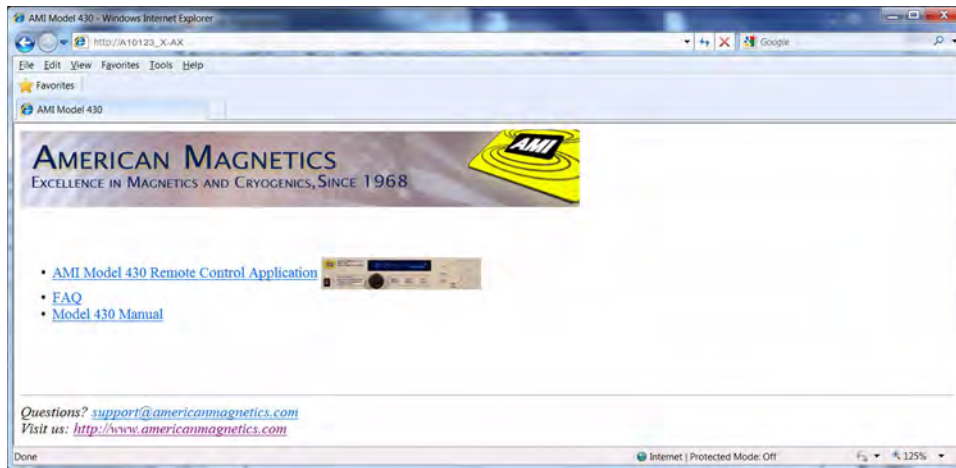 AMI Model 430 - Windows Internet Explorer
http://A10123_X-AX
Google
File Edit View Favorites Tools Help
Favorites
AMI Model 430
AMERICAN MAGNETICS
EXCELLENCE IN MAGNETICS AND CRYOGENICS, SINCE 1968
AMI
• AMI Model 430 Remote Control Application
• FAQ
• Model 430 Manual
Questions? support@americanmagnetics.com
Visit us: http://www.americanmagnetics.com
Done
Internet | Protected Mode: Off
125%